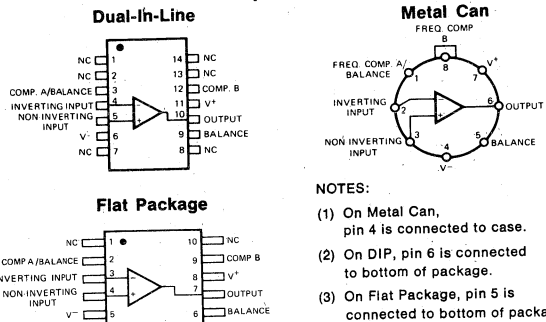 Dual-In-Line
NC 1
NC 2
COMP. A/BALANCE 3
INVERTING INPUT 4
NON-INVERTING INPUT 5
V- 6
NC 7
14 NC
13 NC
12 COMP. B
11 V+
10 OUTPUT
9 BALANCE
8 NC
Metal Can
FREQ. COMP
B
8
FREQ. COMP. A/
BALANCE
1
7 V+
INVERTING
INPUT
2
6 OUTPUT
NON INVERTING
INPUT
3
5 BALANCE
4
V-
Flat Package
NC 1
COMP A/BALANCE 2
INPUT 3
NON-INVERTING
INPUT
4
V- 5
10 NC
9 COMP B
8 V+
7 OUTPUT
6 BALANCE
NOTES:
(1) On Metal Can,
pin 4 is connected to case.
(2) On DIP, pin 6 is connected
to bottom of package.
(3) On Flat Package, pin 5 is
connected to bottom of